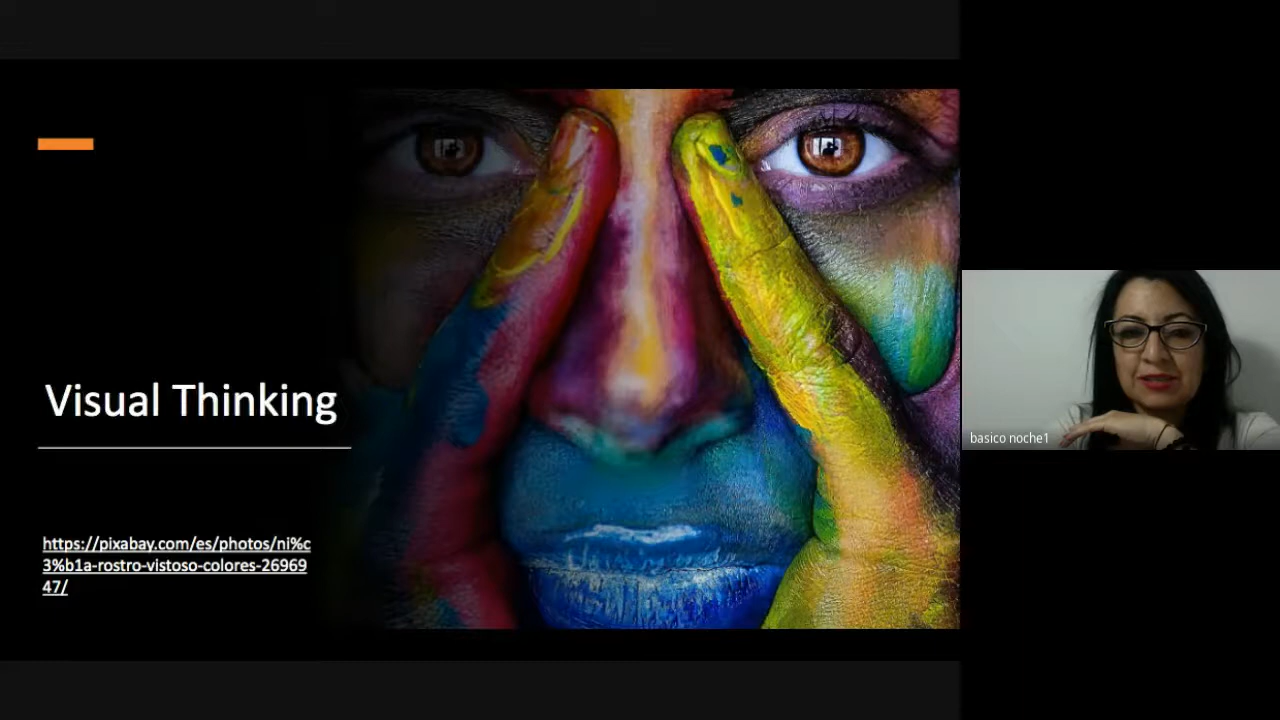 Visual Thinking
https://pixabay.com/es/photos/ni%c
3%b1a-rostro-vistoso-colores-26969
47/
basico noche1